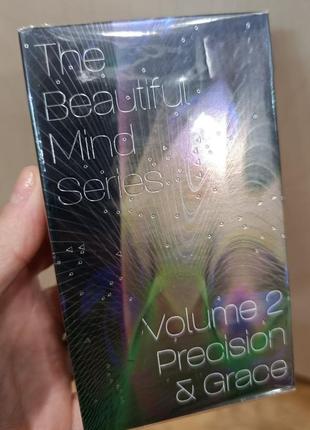 The
Beautiful
Mind
Series
Volume 2
Precision
& Grace